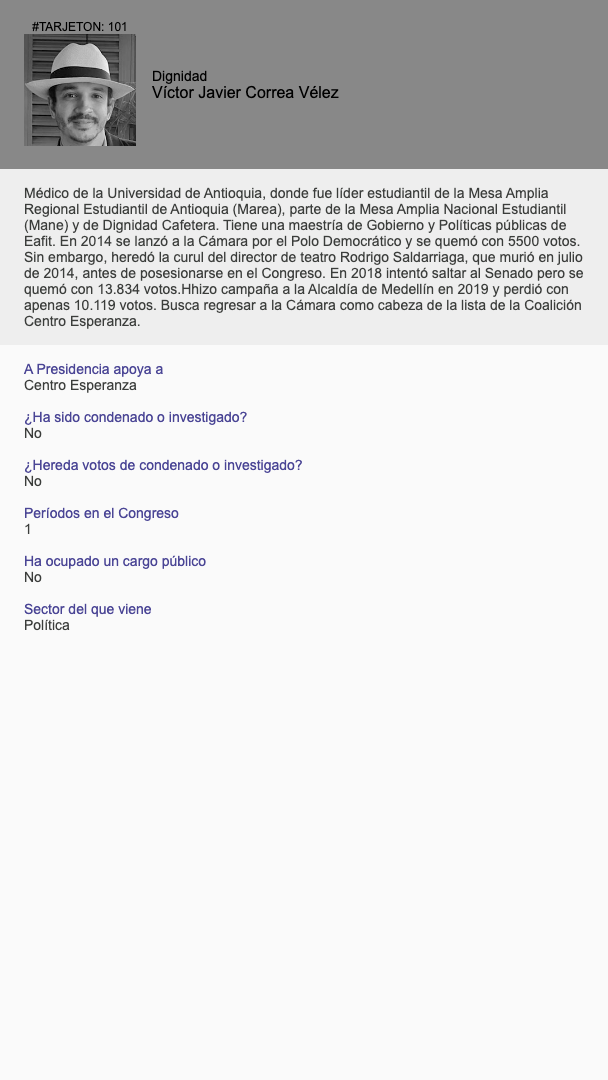 #TARJETON: 101
Dignidad
Víctor Javier Correa Vélez
Médico de la Universidad de Antioquia, donde fue líder estudiantil de la Mesa Amplia
Regional Estudiantil de Antioquia (Marea), parte de la Mesa Amplia Nacional Estudiantil
(Mane) y de Dignidad Cafetera. Tiene una maestría de Gobierno y Políticas públicas de
Eafit. En 2014 se lanzó a la Cámara por el Polo Democrático y se quemó con 5500 votos.
Sin embargo, heredó la curul del director de teatro Rodrigo Saldarriaga, que murió en julio
de 2014, antes de posesionarse en el Congreso. En 2018 intentó saltar al Senado pero se
quemó con 13.834 votos.Hhizo campaña a la Alcaldía de Medellín en 2019 y perdió con
apenas 10.119 votos. Busca regresar a la Cámara como cabeza de la lista de la Coalición
Centro Esperanza.
A Presidencia apoya a
Centro Esperanza
¿Ha sido condenado o investigado?
No
¿Hereda votos de condenado o investigado?
No
Períodos en el Congreso
1
Ha ocupado un cargo público
No
Sector del que viene
Política